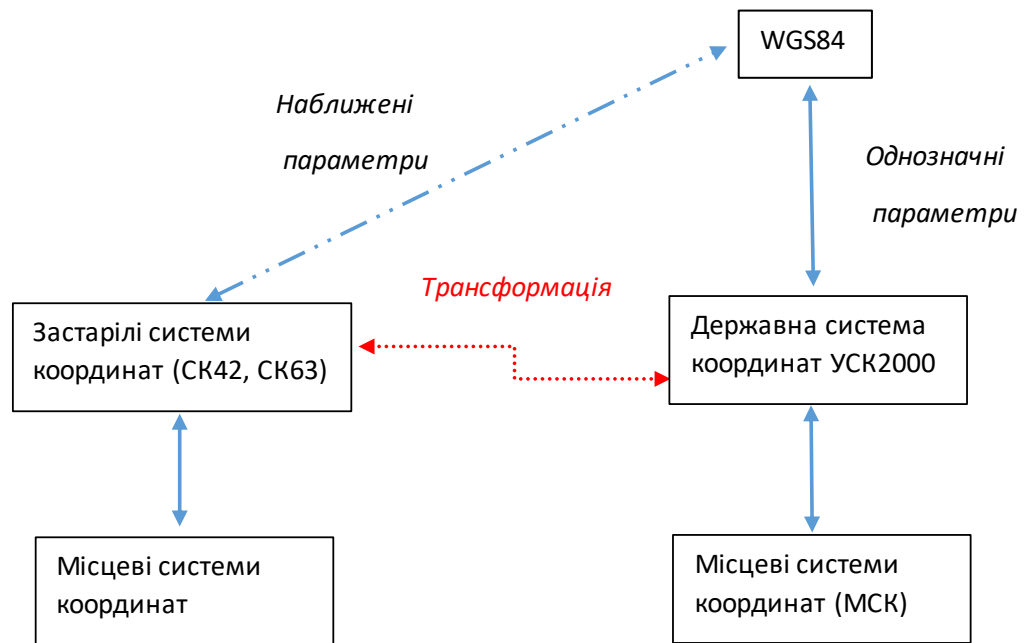 WGS84
Наближені
параметри
Однозначні
параметри
Трансформація
Застарілі системи
координат (СК42, СК63)
Державна система
координат УСК2000
Місцеві системи
координат
Місцеві системи
координат (МСК)